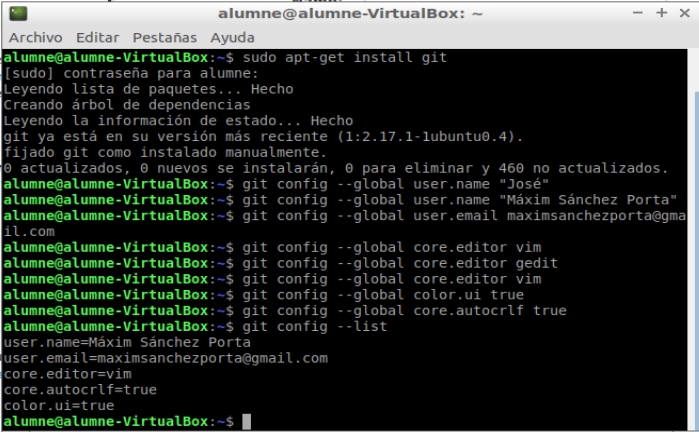 alumne@alumne-VirtualBox: ~
Archivo Editar Pestañas Ayuda
alumne@alumne-VirtualBox:~$ sudo apt-get install git
[sudo] contraseña para alumne:
Leyendo lista de paquetes... Hecho
Creando árbol de dependencias
Leyendo la información de estado... Hecho
git ya está en su versión más reciente (1:2.17.1-1ubuntu0.4).
fijado git como instalado manualmente.
0 actualizados, 0 nuevos se instalarán, 0 para eliminar y 460 no actualizados.
alumne@alumne-VirtualBox:~$ git config --global user.name "José"
alumne@alumne-VirtualBox:~$ git config --global user.name "Máxim Sánchez Porta"
alumne@alumne-VirtualBox:~$ git config --global user.email maximsanchezporta@gma
il.com
alumne@alumne-VirtualBox:~$ git config --global core.editor vim
alumne@alumne-VirtualBox:~$ git config --global core.editor gedit
alumne@alumne-VirtualBox:~$ git config --global core.editor vim
alumne@alumne-VirtualBox:~$ git config --global color.ui true
alumne@alumne-VirtualBox:~$ git config --global core.autocrlf true
alumne@alumne-VirtualBox:~$ git config --list
user.name=Máxim Sánchez Porta
user.email=maximsanchezporta@gmail.com
core.editor=vim
core.autocrlf=true
color.ui=true
alumne@alumne-VirtualBox:~$